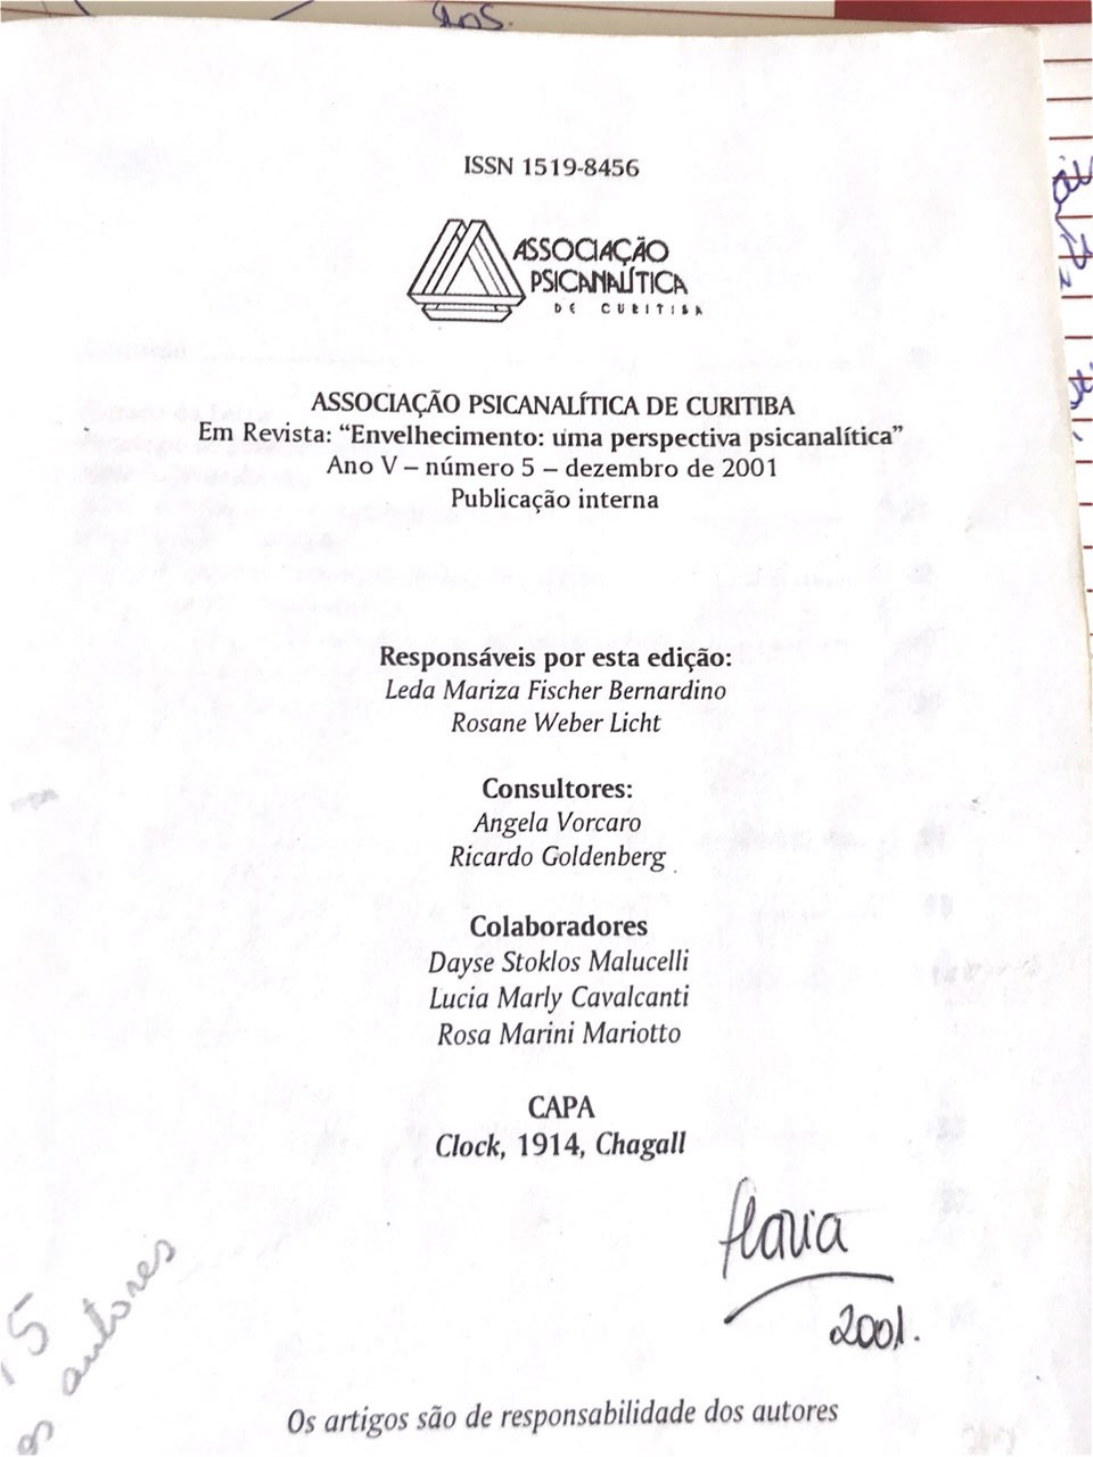 ISSN 1519-8456
ASSOCIAÇÃO
PSICANALÍTICA
DE CURITIBA
ASSOCIAÇÃO PSICANALÍTICA DE CURITIBA
Em Revista: “Envelhecimento: uma perspectiva psicanalítica”
Ano V – número 5 – dezembro de 2001
Publicação interna
Responsáveis por esta edição:
Leda Mariza Fischer Bernardino
Rosane Weber Licht
Consultores:
Angela Vorcaro
Ricardo Goldenberg
Colaboradores
Dayse Stoklos Malucelli
Lucia Marly Cavalcanti
Rosa Marini Mariotto
CAPA
Clock, 1914, Chagall
flavia
2001.
15
autores
Os artigos são de responsabilidade dos autores